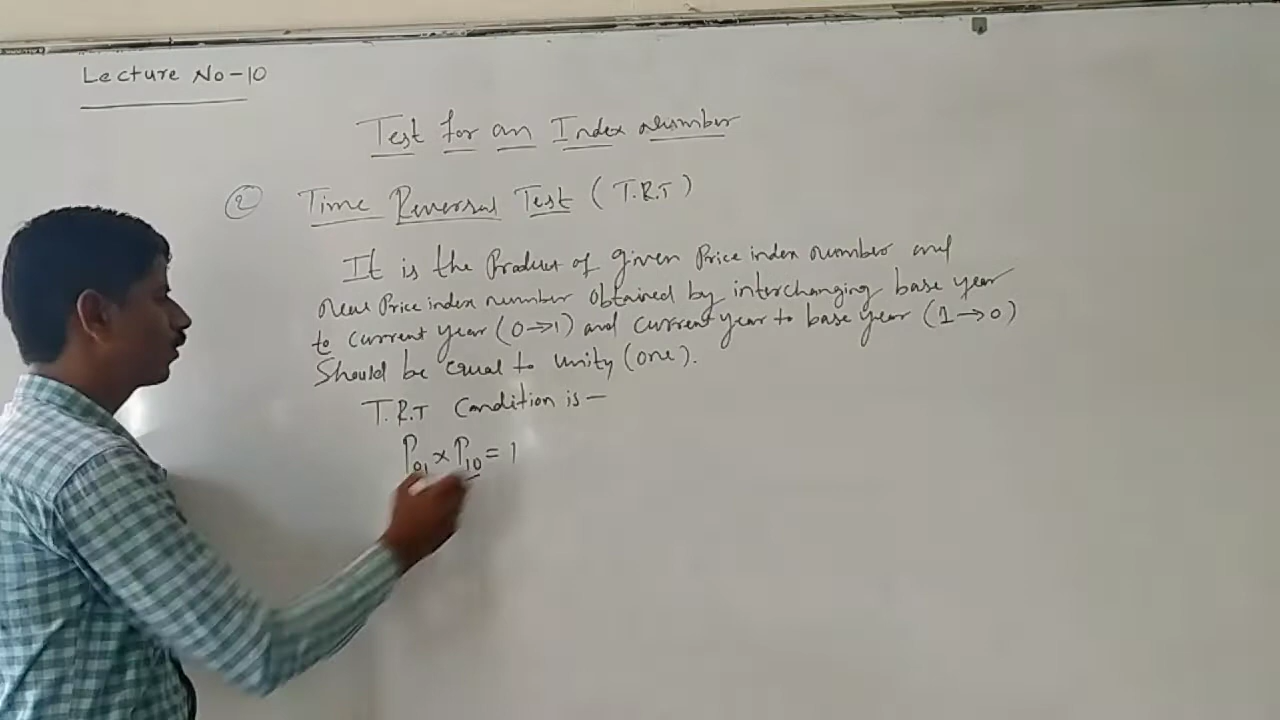 Lecture No-10
Test for an Index Number
② Time Reversal Test (T.R.T)
It is the Product of given Price index number and
new Price index number obtained by interchanging base year
to current year (0→1) and current year to base year (1→0)
Should be equal to unity (one).
T.R.T Condition is —
P₀₁ × P₁₀ = 1